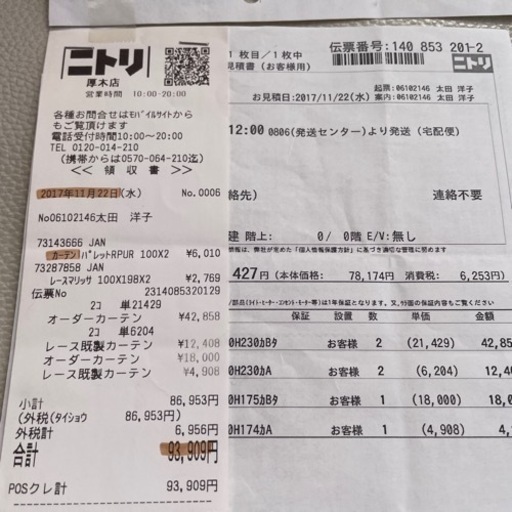 ニトリ
厚木店
営業時間 10:00-20:00
各種お問合せはﾓﾊﾞｲﾙｻｲﾄから
もご覧頂けます
電話受付時間10:00～20:00
TEL 0120-014-210
(携帯からは0570-064-210迄)
<< 領 収 書 >>
2017年11月22日(水) No.0006
No06102146太田 洋子
73143666 JAN
ｶｰﾃﾝ ﾊﾟﾚｯﾄRPUR 100X2 ¥6,010
73287858 JAN
ﾚｰｽﾏﾘｯｻ 100X198X2 ¥2,769
伝票No 2314085320129
2コ 単21429
オーダーカーテン ¥42,858
2コ 単6204
レース既製カーテン ¥12,408
オーダーカーテン ¥18,000
レース既製カーテン ¥4,908
小計 86,953円
(外税(ﾀｲｼｮｳ 86,953円)
外税計 6,956円
合計 93,909円
POSクレ計 93,909円
1枚目/1枚中 伝票番号:140 853 201-2
見積書(お客様用) ニトリ
起票:06102146 太田 洋子
お見積日:2017/11/22(水) 案内:06102146 太田 洋子
12:00 0806(発送センター)より発送(宅配便)
絡先) 連絡不要
建 階上: 0/ 0階 E/V:無し
427円 (本体価格: 78,174円 消費税: 6,253円)
保証 設置 数 単価 金額
0H230ｶBﾀ お客様 2 (21,429) 42,85
0H230ｶA お客様 2 (6,204) 12,4
0H175ｶBﾀ お客様 1 (18,000) 18,0
0H174ｶA お客様 1 (4,908) 4,